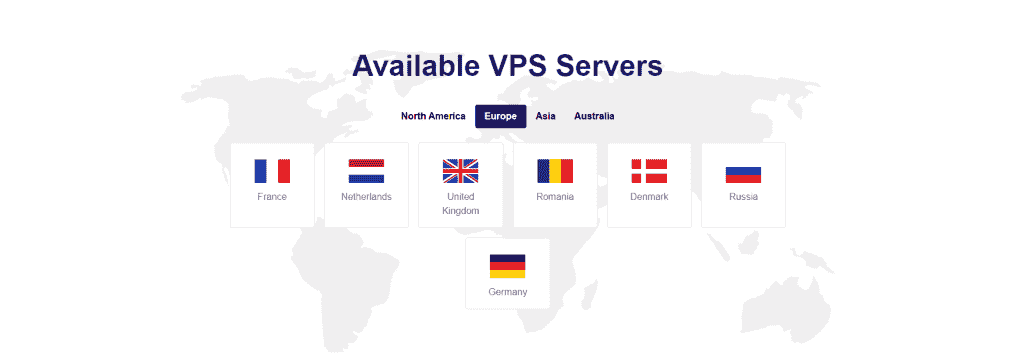 Available VPS Servers
North America Europe Asia Australia
France Netherlands United Kingdom Romania Denmark Russia
Germany